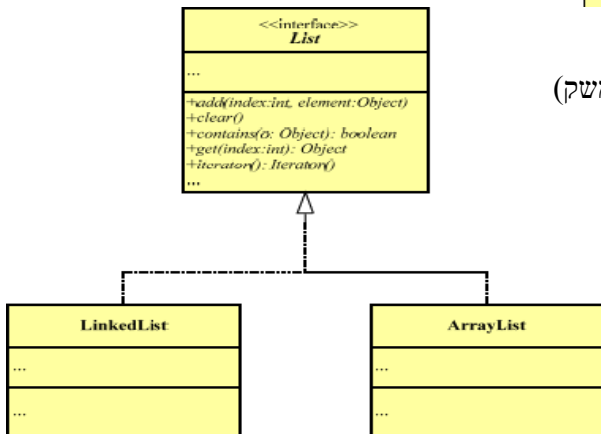 <<interface>>
List
...
+add(index:int, element:Object)
+clear()
+contains(o: Object): boolean
+get(index:int): Object
+iterator(): Iterator()
...
LinkedList
...
...
ArrayList
...
...